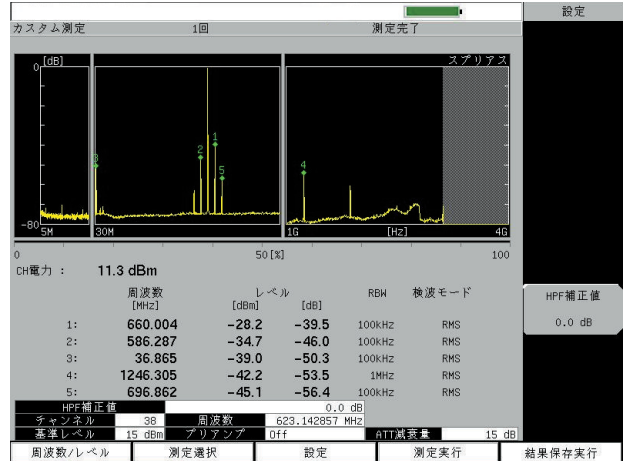 設定
カスタム測定 1回 測定完了
[dB] スプリアス
0
1
2
3
5
4
-80
5M 30M 1G [Hz] 4G
0 50[%] 100
CH電力 : 11.3 dBm
周波数 レベル RBW 検波モード
[MHz] [dBm] [dB]
1: 660.004 -28.2 -39.5 100kHz RMS
2: 586.287 -34.7 -46.0 100kHz RMS
3: 36.865 -39.0 -50.3 100kHz RMS
4: 1246.305 -42.2 -53.5 1MHz RMS
5: 696.862 -45.1 -56.4 100kHz RMS
HPF補正値
0.0 dB
HPF補正値 0.0 dB
チャンネル 38 周波数 623.142857 MHz
基準レベル 15 dBm プリアンプ Off ATT減衰量 15 dB
周波数/レベル 測定選択 設定 測定実行 結果保存実行